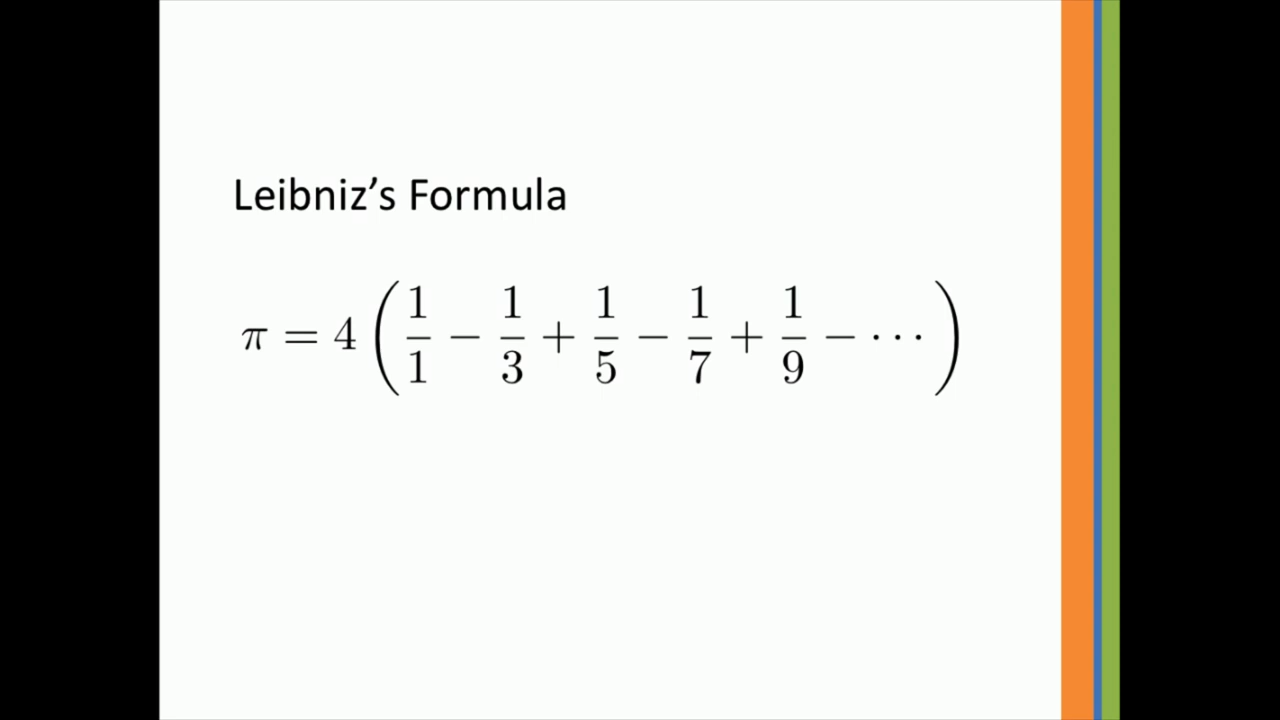 Leibniz’s Formula
π = 4 ( 1/1 − 1/3 + 1/5 − 1/7 + 1/9 − ⋯ )